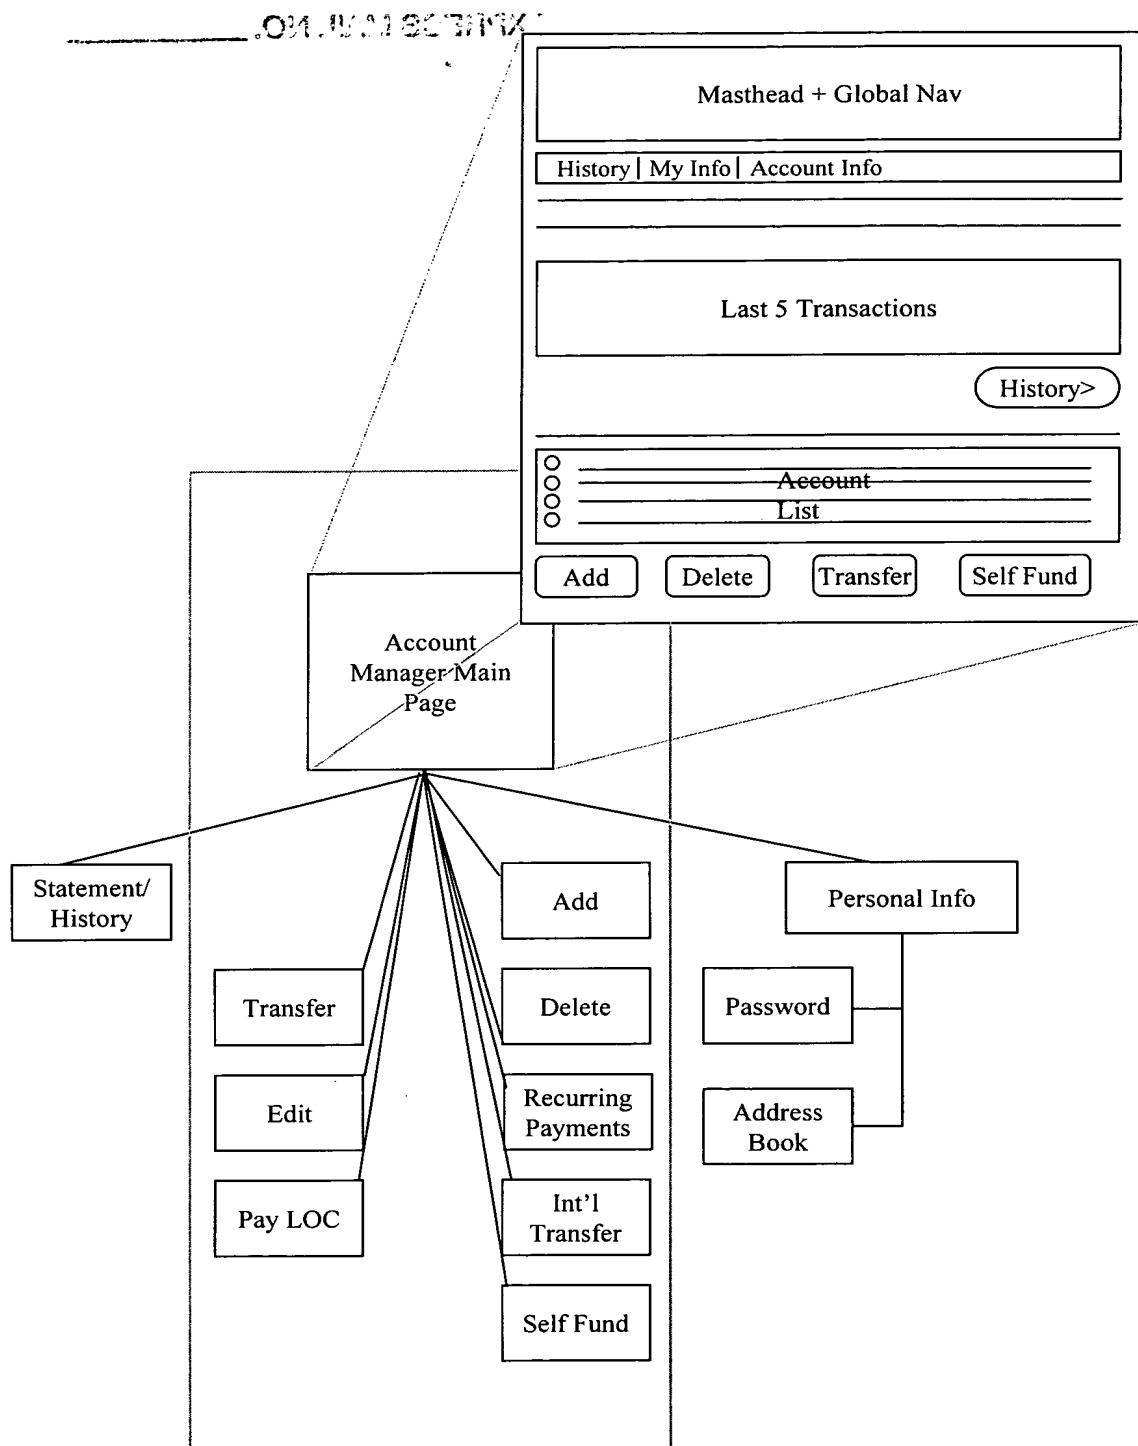 Masthead + Global Nav
History | My Info | Account Info
Last 5 Transactions
History>
Account
List
Add
Delete
Transfer
Self Fund
Account
Manager Main
Page
Statement/
History
Add
Personal Info
Transfer
Delete
Password
Edit
Recurring
Payments
Address
Book
Pay LOC
Int'l
Transfer
Self Fund